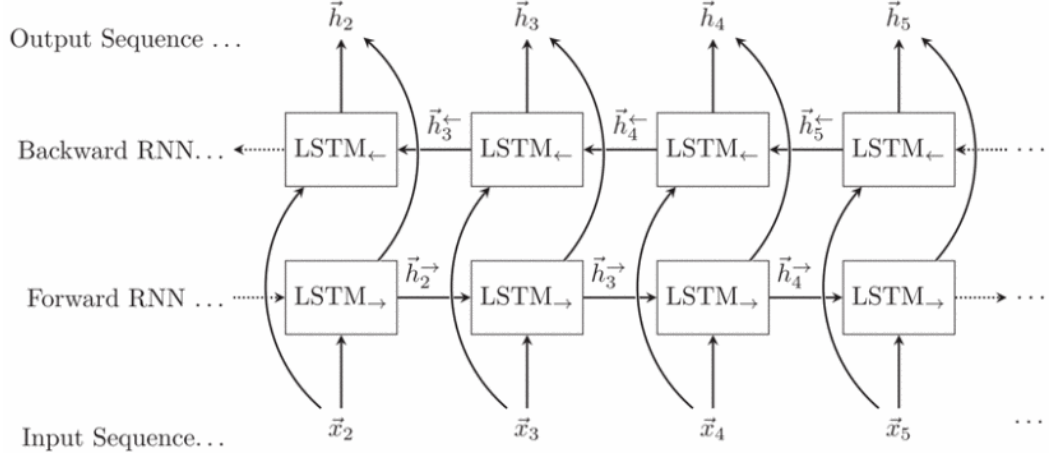 Output Sequence ... h⃗₂ h⃗₃ h⃗₄ h⃗₅
h⃗₃← h⃗₄← h⃗₅←
Backward RNN... LSTM← LSTM← LSTM← LSTM← ...
h⃗₂→ h⃗₃→ h⃗₄→
Forward RNN ... LSTM→ LSTM→ LSTM→ LSTM→ ...
Input Sequence... x⃗₂ x⃗₃ x⃗₄ x⃗₅ ...